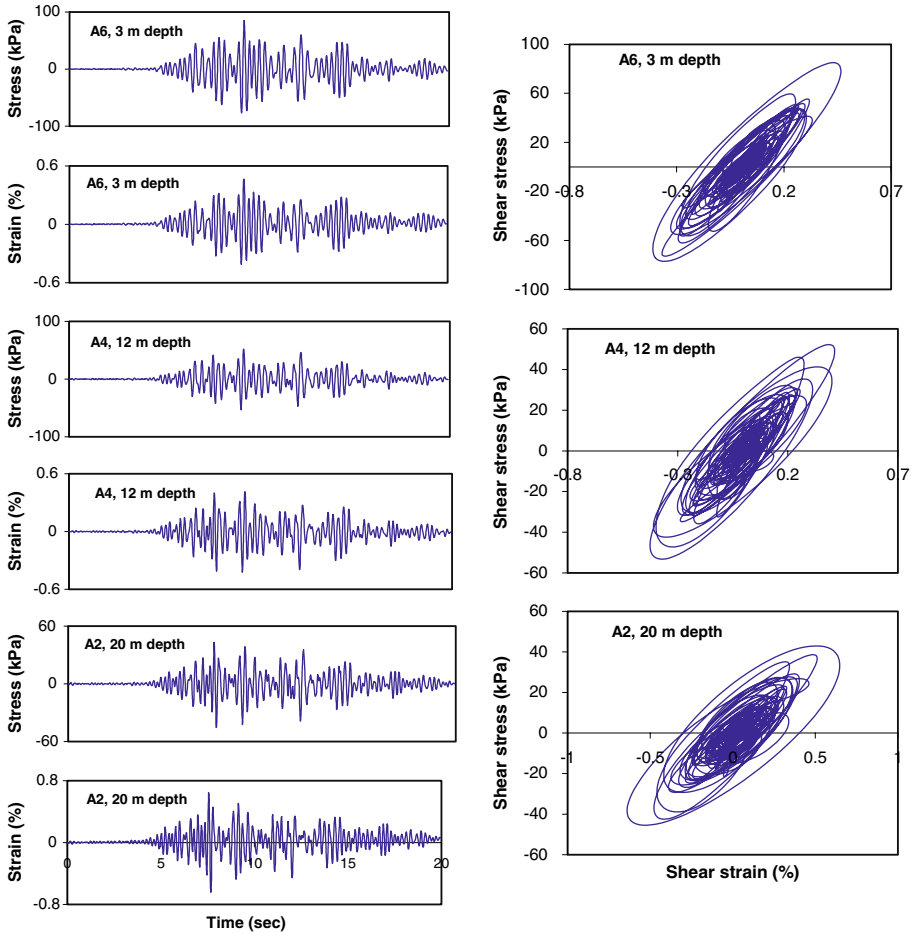 100
0
-100
Stress (kPa)
A6, 3 m depth
0.6
0
-0.6
Strain (%)
A6, 3 m depth
100
0
-100
Stress (kPa)
A4, 12 m depth
0.6
0
-0.6
Strain (%)
A4, 12 m depth
60
0
-60
Stress (kPa)
A2, 20 m depth
0.8
0
-0.8
Strain (%)
A2, 20 m depth
0 5 10 15 20
Time (sec)
100
60
20
-20
-60
-100
Shear stress (kPa)
A6, 3 m depth
-0.8 -0.3 0.2 0.7
60
40
20
0
-20
-40
-60
Shear stress (kPa)
A4, 12 m depth
-0.8 -0.3 0.2 0.7
60
40
20
0
-20
-40
-60
Shear stress (kPa)
A2, 20 m depth
-1 -0.5 0 0.5 1
Shear strain (%)